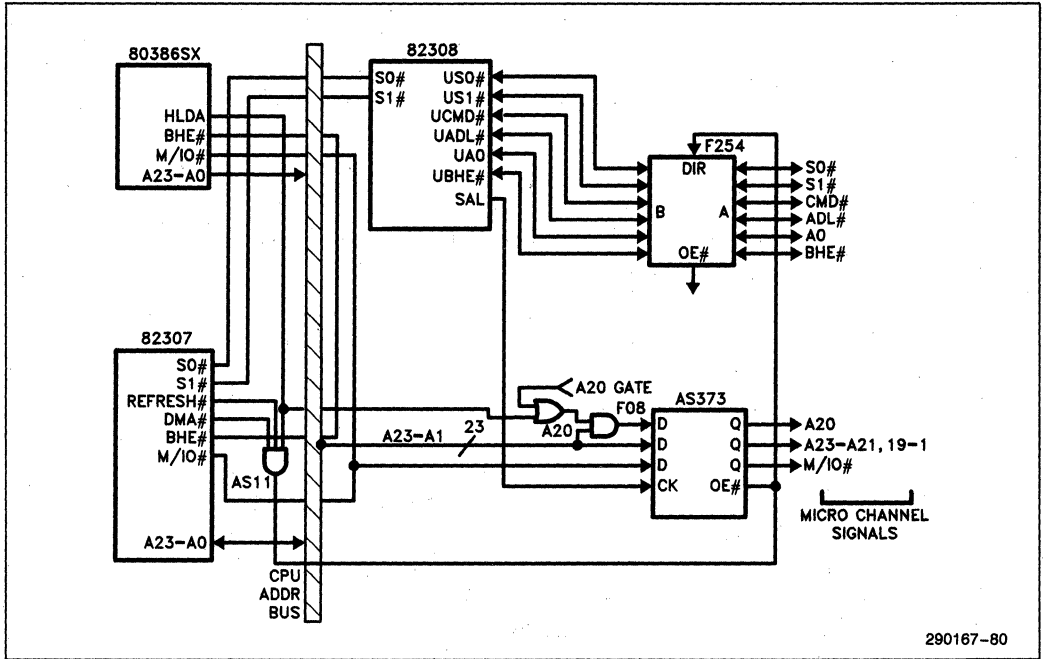 80386SX
HLDA
BHE#
M/IO#
A23-A0
82308
S0#
S1#
US0#
US1#
UCMD#
UADL#
UA0
UBHE#
SAL
F254
DIR
B
A
OE#
S0#
S1#
CMD#
ADL#
A0
BHE#
82307
S0#
S1#
REFRESH#
DMA#
BHE#
M/IO#
A23-A0
AS11
CPU
ADDR
BUS
A20 GATE
F08
A20
A23-A1
23
AS373
D
D
D
CK
Q
Q
Q
OE#
A20
A23-A21,19-1
M/IO#
MICRO CHANNEL
SIGNALS
290167-80